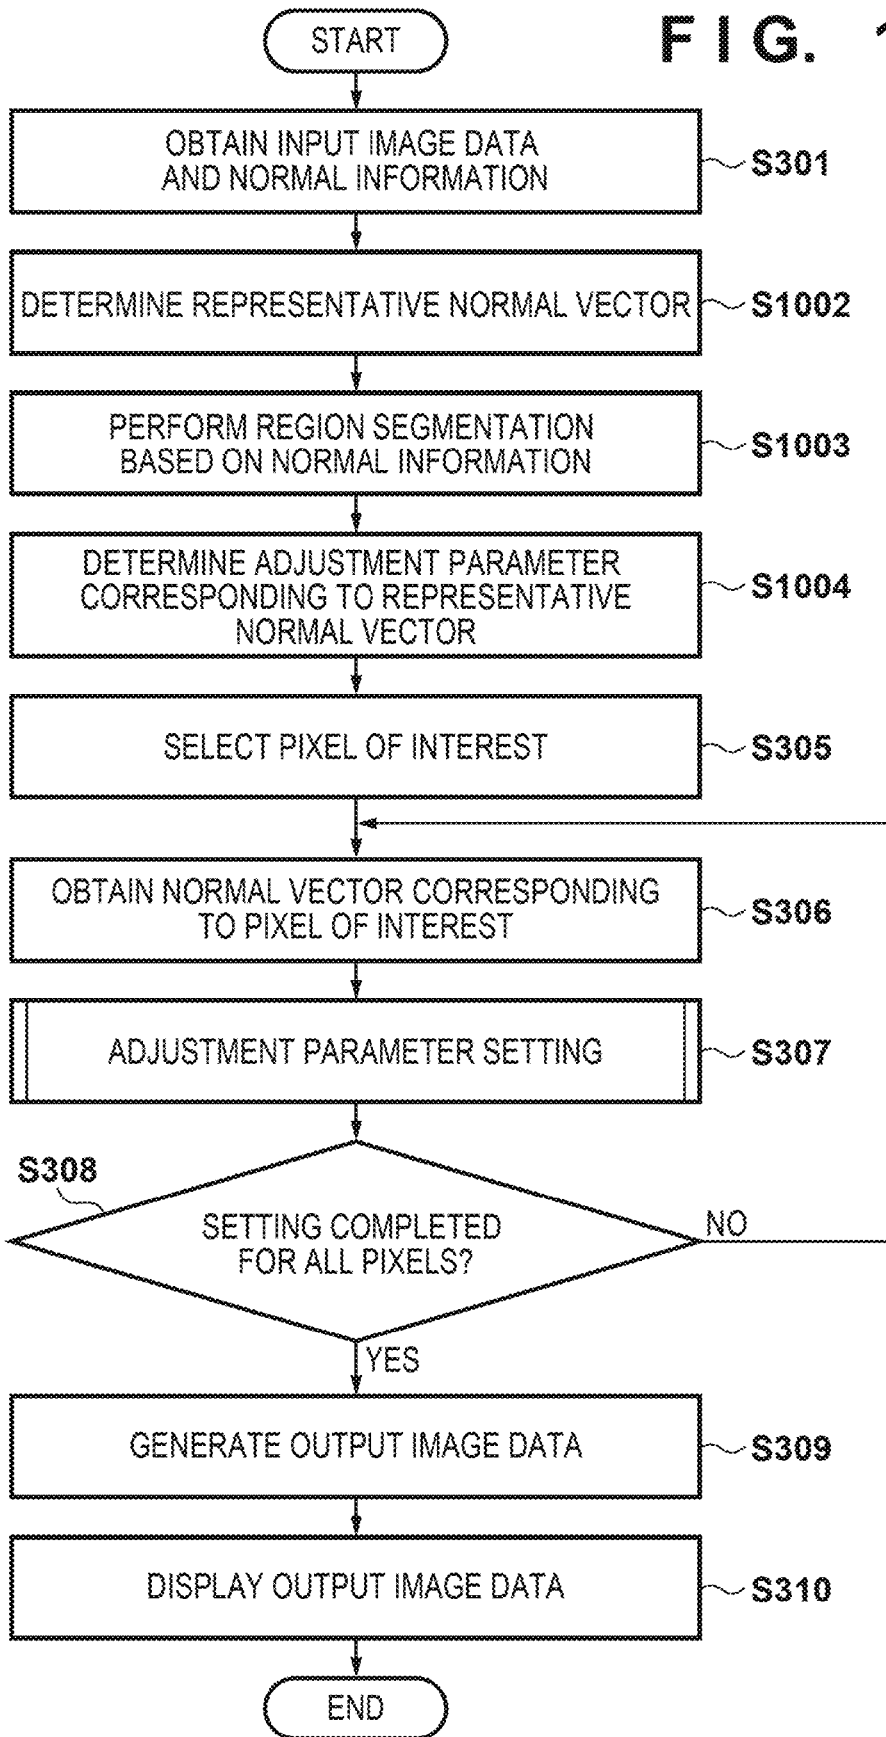 START
FIG. 1
OBTAIN INPUT IMAGE DATA
AND NORMAL INFORMATION
S301
DETERMINE REPRESENTATIVE NORMAL VECTOR
S1002
PERFORM REGION SEGMENTATION
BASED ON NORMAL INFORMATION
S1003
DETERMINE ADJUSTMENT PARAMETER
CORRESPONDING TO REPRESENTATIVE
NORMAL VECTOR
S1004
SELECT PIXEL OF INTEREST
S305
OBTAIN NORMAL VECTOR CORRESPONDING
TO PIXEL OF INTEREST
S306
ADJUSTMENT PARAMETER SETTING
S307
S308
SETTING COMPLETED
FOR ALL PIXELS?
NO
YES
GENERATE OUTPUT IMAGE DATA
S309
DISPLAY OUTPUT IMAGE DATA
S310
END